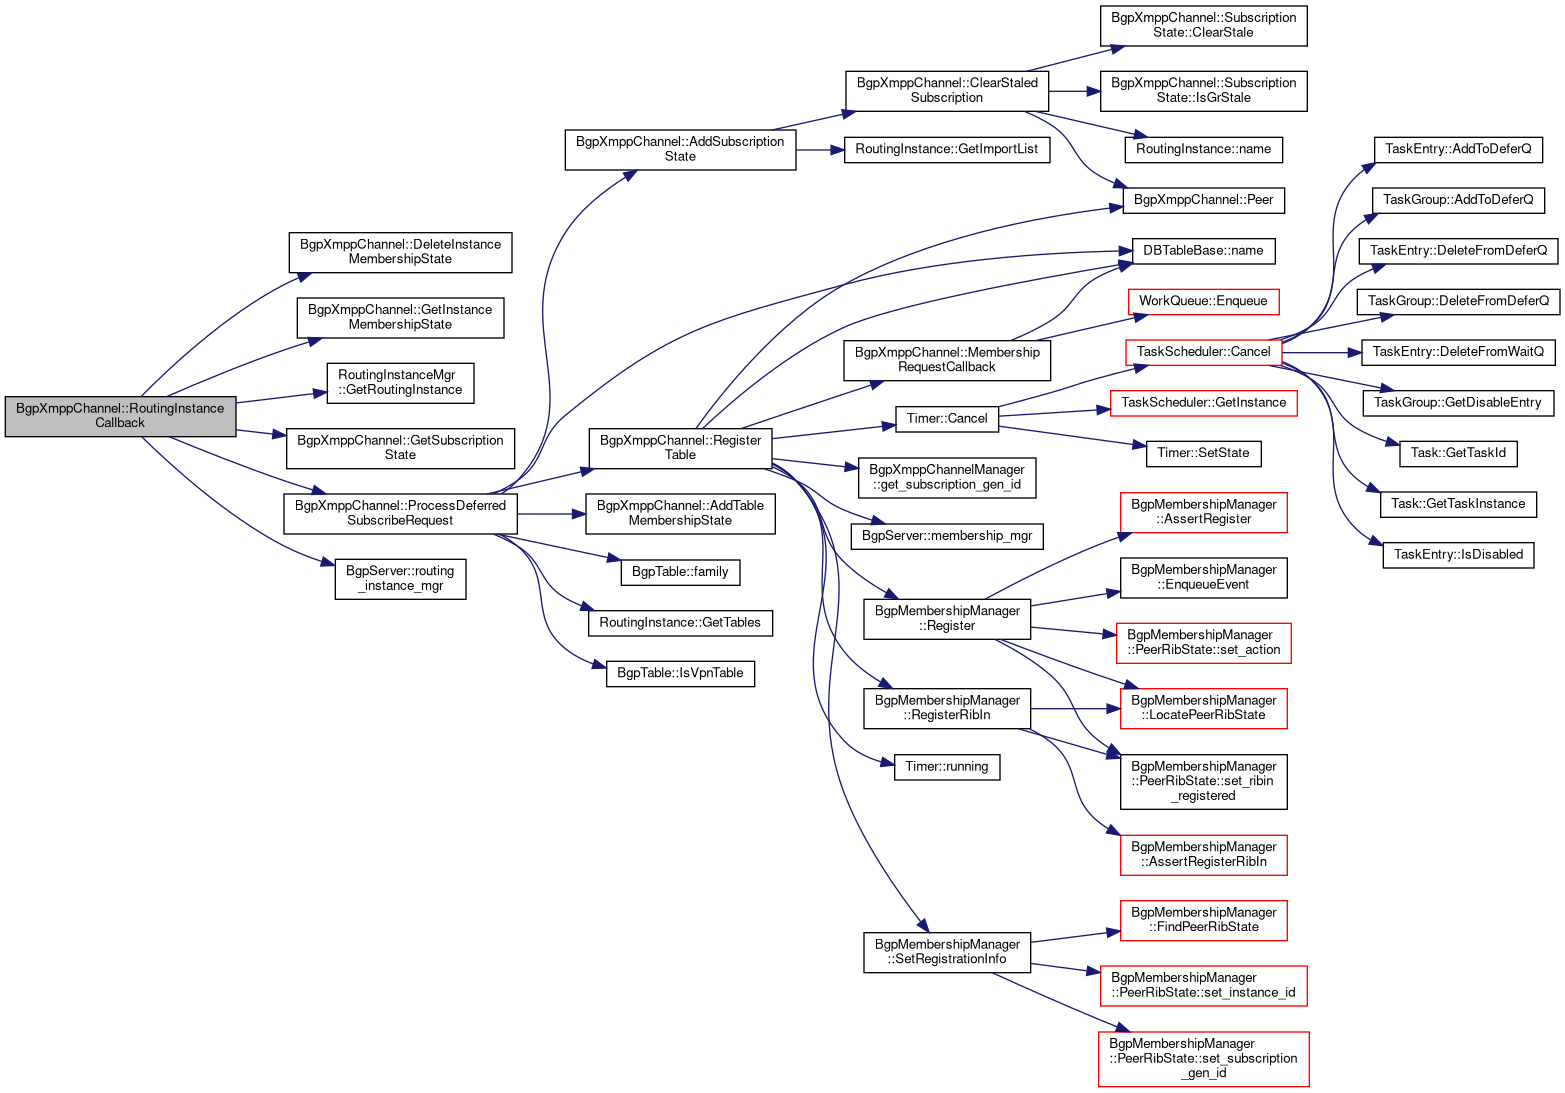 BgpXmppChannel::RoutingInstance
Callback
BgpXmppChannel::DeleteInstance
MembershipState
BgpXmppChannel::GetInstance
MembershipState
RoutingInstanceMgr
::GetRoutingInstance
BgpXmppChannel::GetSubscription
State
BgpXmppChannel::ProcessDeferred
SubscribeRequest
BgpServer::routing
_instance_mgr
BgpXmppChannel::AddSubscription
State
BgpXmppChannel::Register
Table
BgpXmppChannel::AddTable
MembershipState
BgpTable::family
RoutingInstance::GetTables
BgpTable::IsVpnTable
BgpXmppChannel::ClearStaled
Subscription
RoutingInstance::GetImportList
BgpXmppChannel::Membership
RequestCallback
Timer::Cancel
BgpXmppChannelManager
::get_subscription_gen_id
BgpServer::membership_mgr
BgpMembershipManager
::Register
BgpMembershipManager
::RegisterRibIn
Timer::running
BgpMembershipManager
::SetRegistrationInfo
BgpXmppChannel::Subscription
State::ClearStale
BgpXmppChannel::Subscription
State::IsGrStale
RoutingInstance::name
BgpXmppChannel::Peer
DBTableBase::name
WorkQueue::Enqueue
TaskScheduler::Cancel
TaskScheduler::GetInstance
Timer::SetState
BgpMembershipManager
::AssertRegister
BgpMembershipManager
::EnqueueEvent
BgpMembershipManager
::PeerRibState::set_action
BgpMembershipManager
::LocatePeerRibState
BgpMembershipManager
::PeerRibState::set_ribin
_registered
BgpMembershipManager
::AssertRegisterRibIn
BgpMembershipManager
::FindPeerRibState
BgpMembershipManager
::PeerRibState::set_instance_id
BgpMembershipManager
::PeerRibState::set_subscription
_gen_id
TaskEntry::AddToDeferQ
TaskGroup::AddToDeferQ
TaskEntry::DeleteFromDeferQ
TaskGroup::DeleteFromDeferQ
TaskEntry::DeleteFromWaitQ
TaskGroup::GetDisableEntry
Task::GetTaskId
Task::GetTaskInstance
TaskEntry::IsDisabled